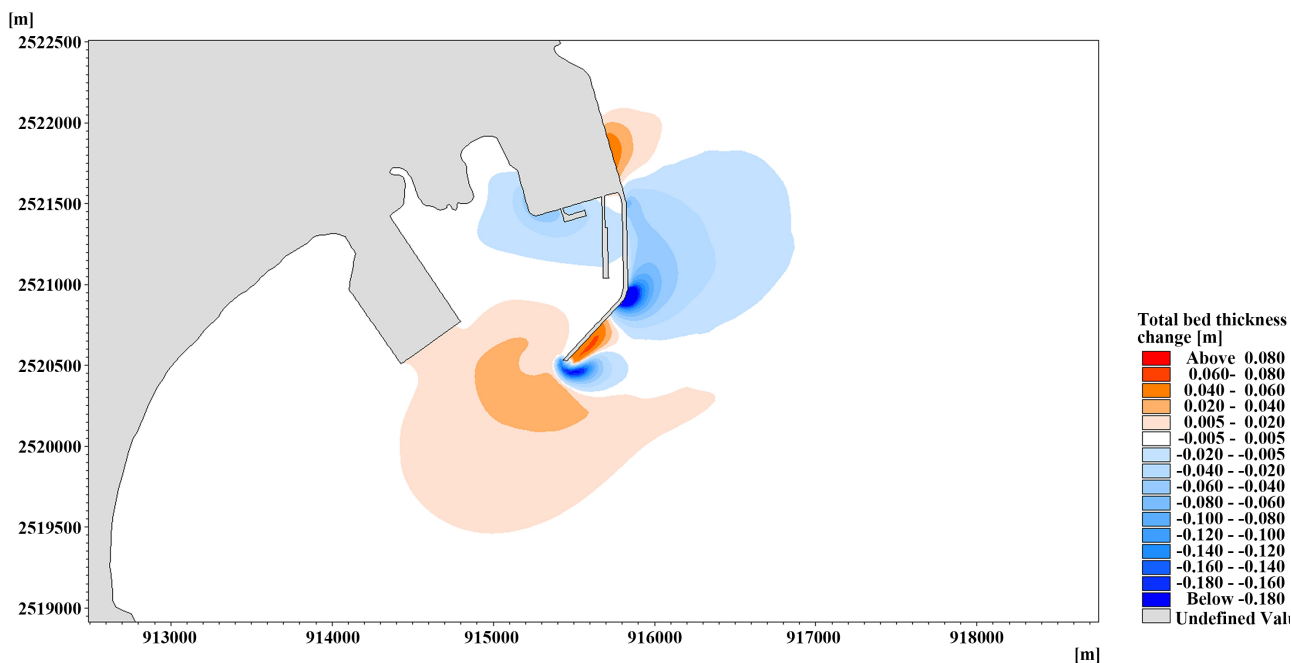 [m]
2522500
2522000
2521500
2521000
2520500
2520000
2519500
2519000
913000 914000 915000 916000 917000 918000
[m]
Total bed thickness
change [m]
Above 0.080
0.060- 0.080
0.040 - 0.060
0.020 - 0.040
0.005 - 0.020
-0.005 - 0.005
-0.020 - -0.005
-0.040 - -0.020
-0.060 - -0.040
-0.080 - -0.060
-0.100 - -0.080
-0.120 - -0.100
-0.140 - -0.120
-0.160 - -0.140
-0.180 - -0.160
Below -0.180
Undefined Valu